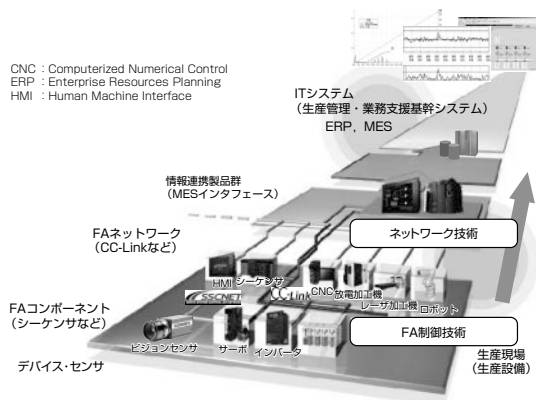 CNC : Computerized Numerical Control
ERP : Enterprise Resources Planning
HMI : Human Machine Interface
ITシステム
(生産管理・業務支援基幹システム)
ERP, MES
情報連携製品群
(MESインタフェース)
FAネットワーク
(CC-Linkなど)
ネットワーク技術
HMI
シーケンサ
CNC
放電加工機
レーザ加工機
ロボット
SSCNET
CC-Link
FAコンポーネント
(シーケンサなど)
FA制御技術
ビジョンセンサ
サーボ
インバータ
生産現場
(生産設備)
デバイス・センサ